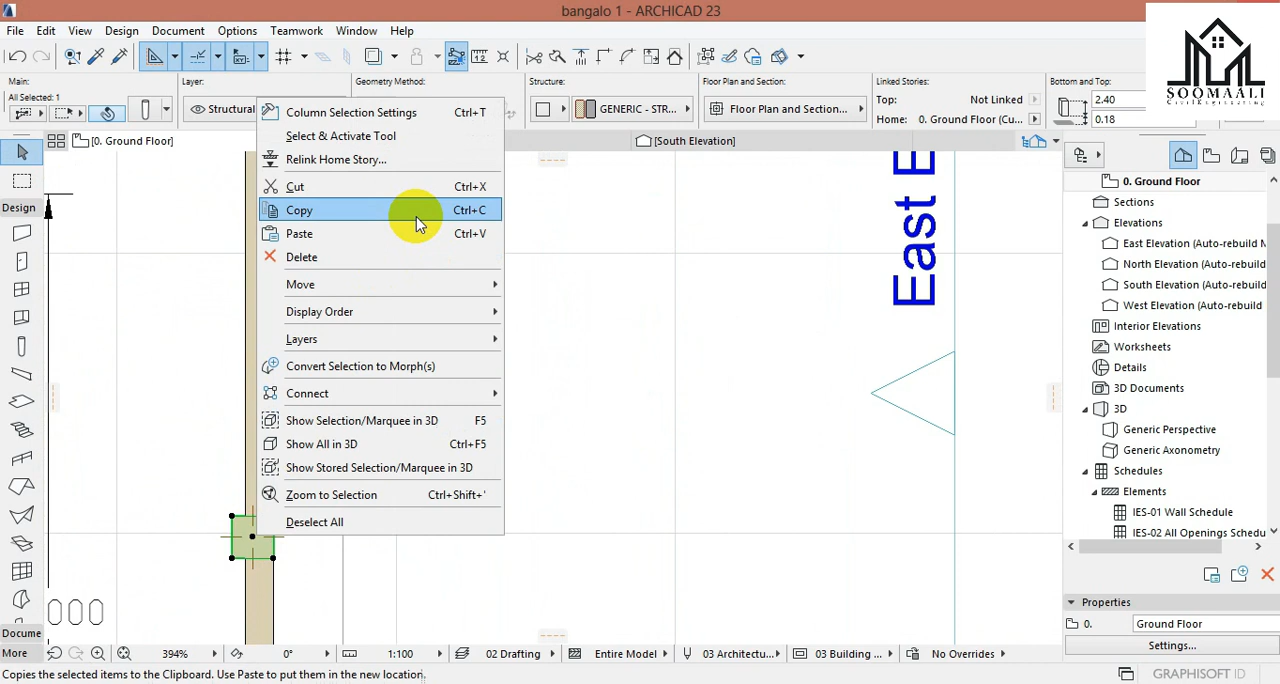 bangalo 1 - ARCHICAD 23
File Edit View Design Document Options Teamwork Window Help
SOOMAALI
Civil Engineering
Main: Layer: Geometry Method: Structure: Floor Plan and Section: Linked Stories: Bottom and Top:
All Selected: 1
Structural
GENERIC - STR...
Floor Plan and Section...
Top: Not Linked
Home: 0. Ground Floor (Cu...
2.40
0.18
[0. Ground Floor]
[South Elevation]
Design
Column Selection Settings Ctrl+T
Select & Activate Tool
Relink Home Story...
Cut Ctrl+X
Copy Ctrl+C
Paste Ctrl+V
Delete
Move
Display Order
Layers
Convert Selection to Morph(s)
Connect
Show Selection/Marquee in 3D F5
Show All in 3D Ctrl+F5
Show Stored Selection/Marquee in 3D
Zoom to Selection Ctrl+Shift+'
Deselect All
East
000
0. Ground Floor
Sections
Elevations
East Elevation (Auto-rebuild M
North Elevation (Auto-rebuild
South Elevation (Auto-rebuild
West Elevation (Auto-rebuild
Interior Elevations
Worksheets
Details
3D Documents
3D
Generic Perspective
Generic Axonometry
Schedules
Elements
IES-01 Wall Schedule
IES-02 All Openings Schedu
Properties
0. Ground Floor
Settings...
Docume
More
394% 0° 1:100 02 Drafting Entire Model 03 Architectu... 03 Building ... No Overrides
Copies the selected items to the Clipboard. Use Paste to put them in the new location.
GRAPHISOFT ID